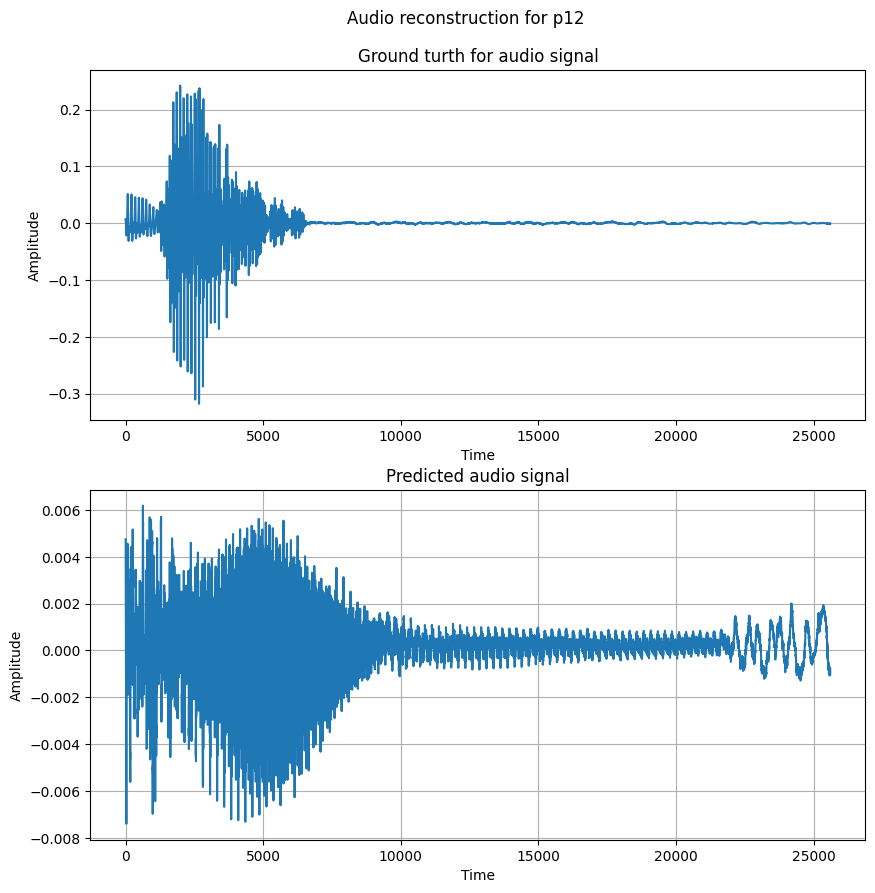 Audio reconstruction for p12
Ground turth for audio signal
0.2
0.1
0.0
−0.1
−0.2
−0.3
Amplitude
0 5000 10000 15000 20000 25000
Time
Predicted audio signal
0.006
0.004
0.002
0.000
−0.002
−0.004
−0.006
−0.008
Amplitude
0 5000 10000 15000 20000 25000
Time